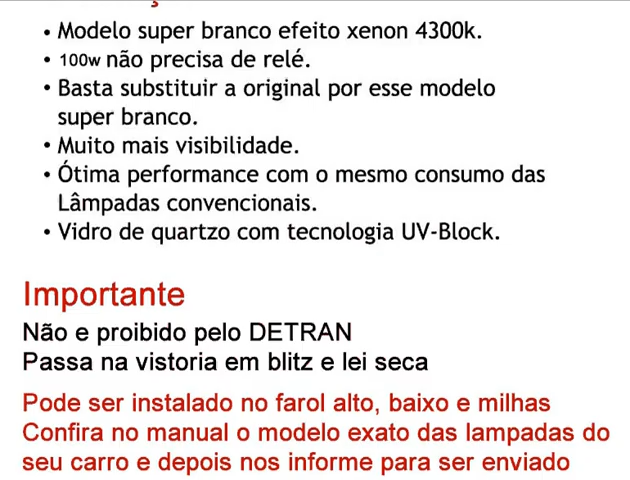 • Modelo super branco efeito xenon 4300k.
• 100w não precisa de relé.
• Basta substituir a original por esse modelo
super branco.
• Muito mais visibilidade.
• Ótima performance com o mesmo consumo das
Lâmpadas convencionais.
• Vidro de quartzo com tecnologia UV-Block.
Importante
Não e proibido pelo DETRAN
Passa na vistoria em blitz e lei seca
Pode ser instalado no farol alto, baixo e milhas
Confira no manual o modelo exato das lampadas do
seu carro e depois nos informe para ser enviado